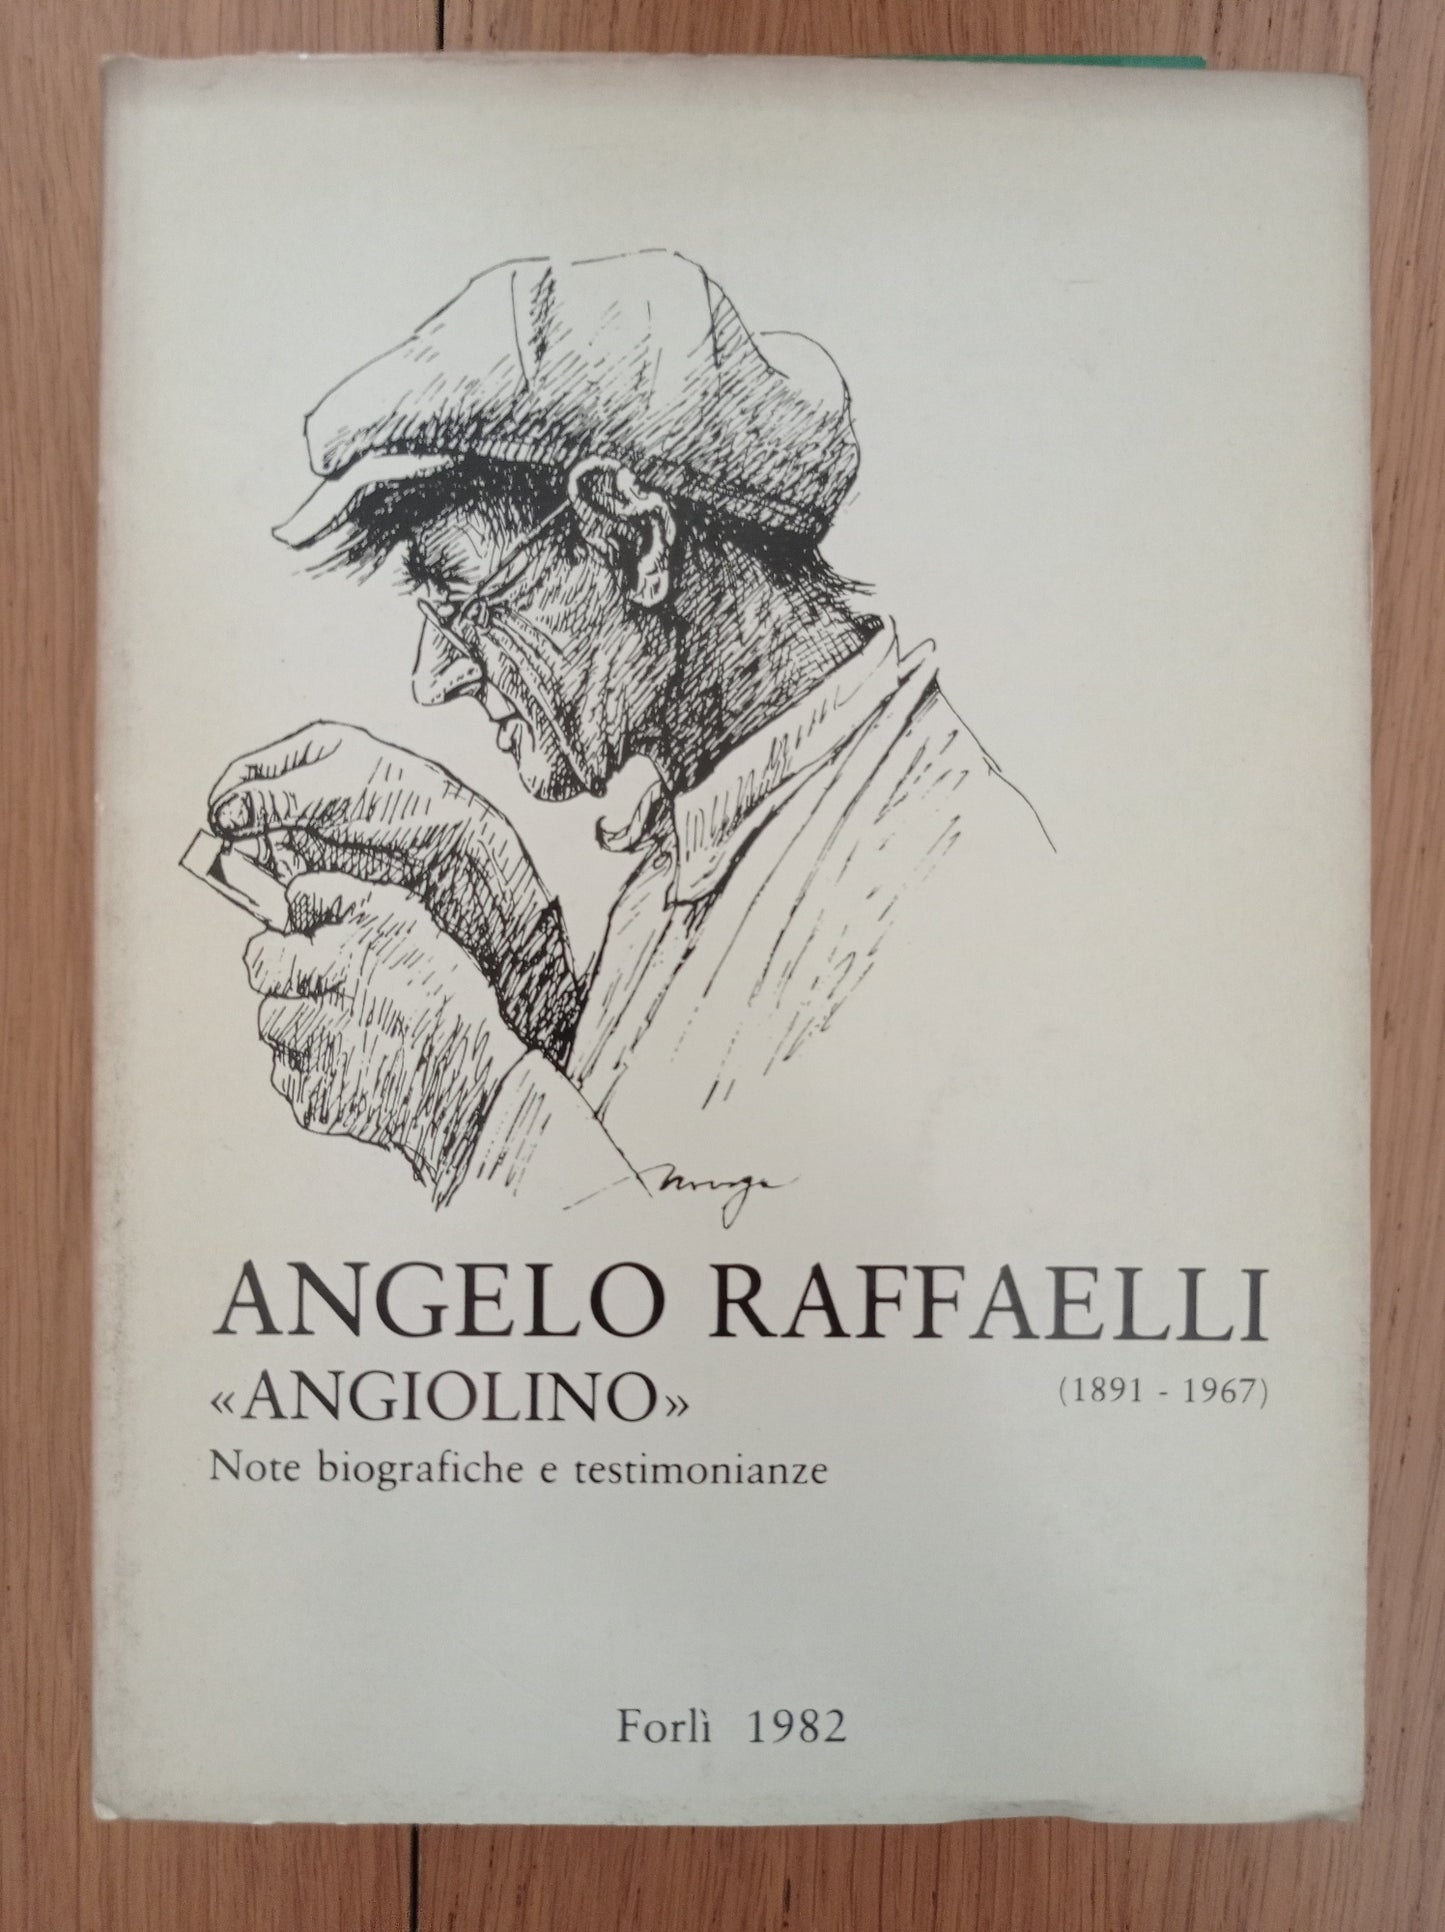 ANGELO RAFFAELLI
«ANGIOLINO» (1891 - 1967)
Note biografiche e testimonianze
Forlì 1982